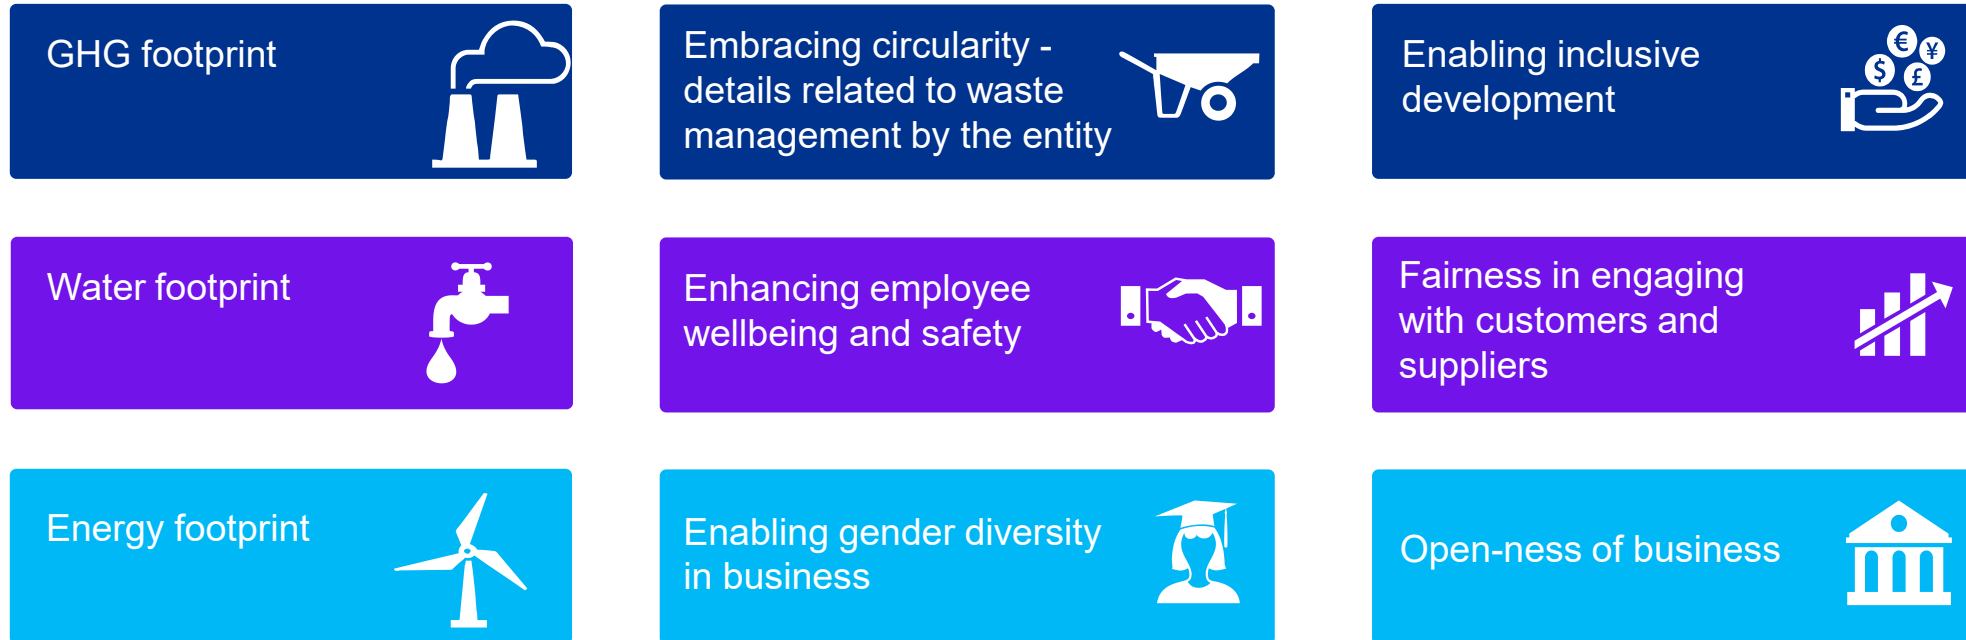 GHG footprint
Embracing circularity -
details related to waste
management by the entity
Enabling inclusive
development
€
¥
$
£
Water footprint
Enhancing employee
wellbeing and safety
Fairness in engaging
with customers and
suppliers
Energy footprint
Enabling gender diversity
in business
Open-ness of business